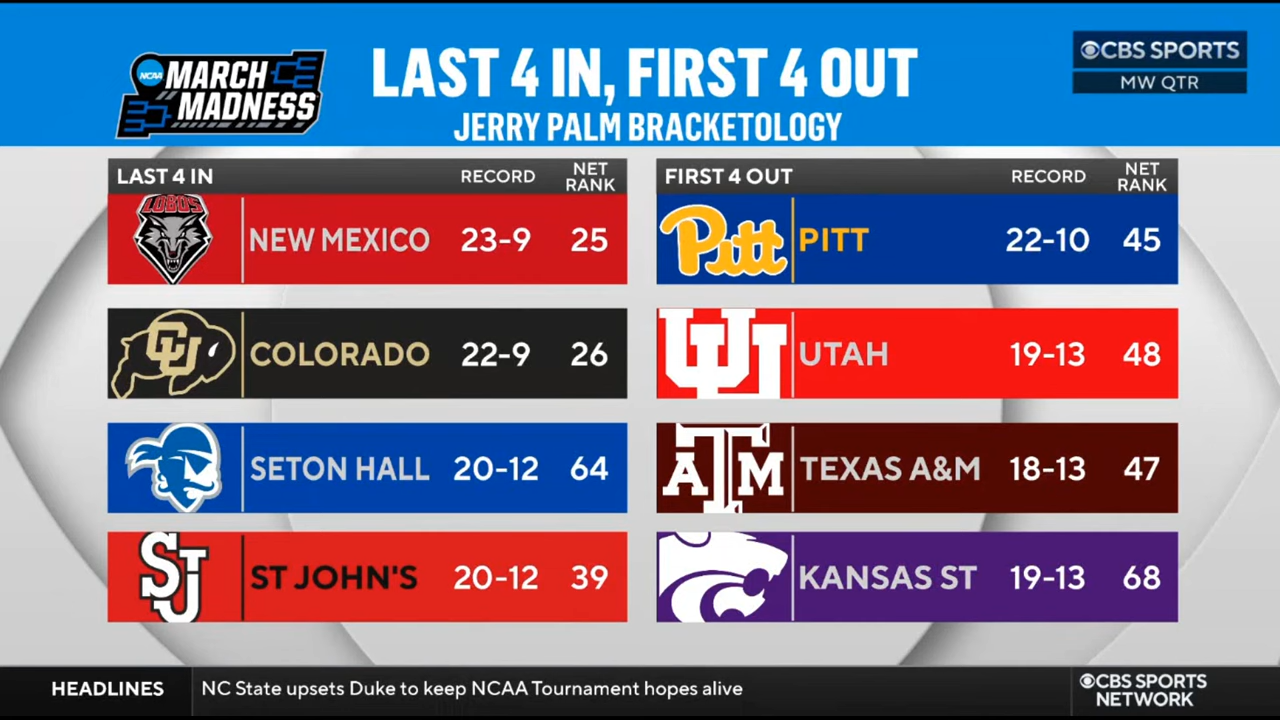 NCAA
MARCH
MADNESS
LAST 4 IN, FIRST 4 OUT
JERRY PALM BRACKETOLOGY
CBS SPORTS
MW QTR
LAST 4 IN RECORD NET RANK
LOBOS NEW MEXICO 23-9 25
CU COLORADO 22-9 26
SETON HALL 20-12 64
STJ ST JOHN'S 20-12 39
FIRST 4 OUT RECORD NET RANK
Pitt PITT 22-10 45
U UTAH 19-13 48
ATM TEXAS A&M 18-13 47
KANSAS ST 19-13 68
HEADLINES NC State upsets Duke to keep NCAA Tournament hopes alive
CBS SPORTS
NETWORK